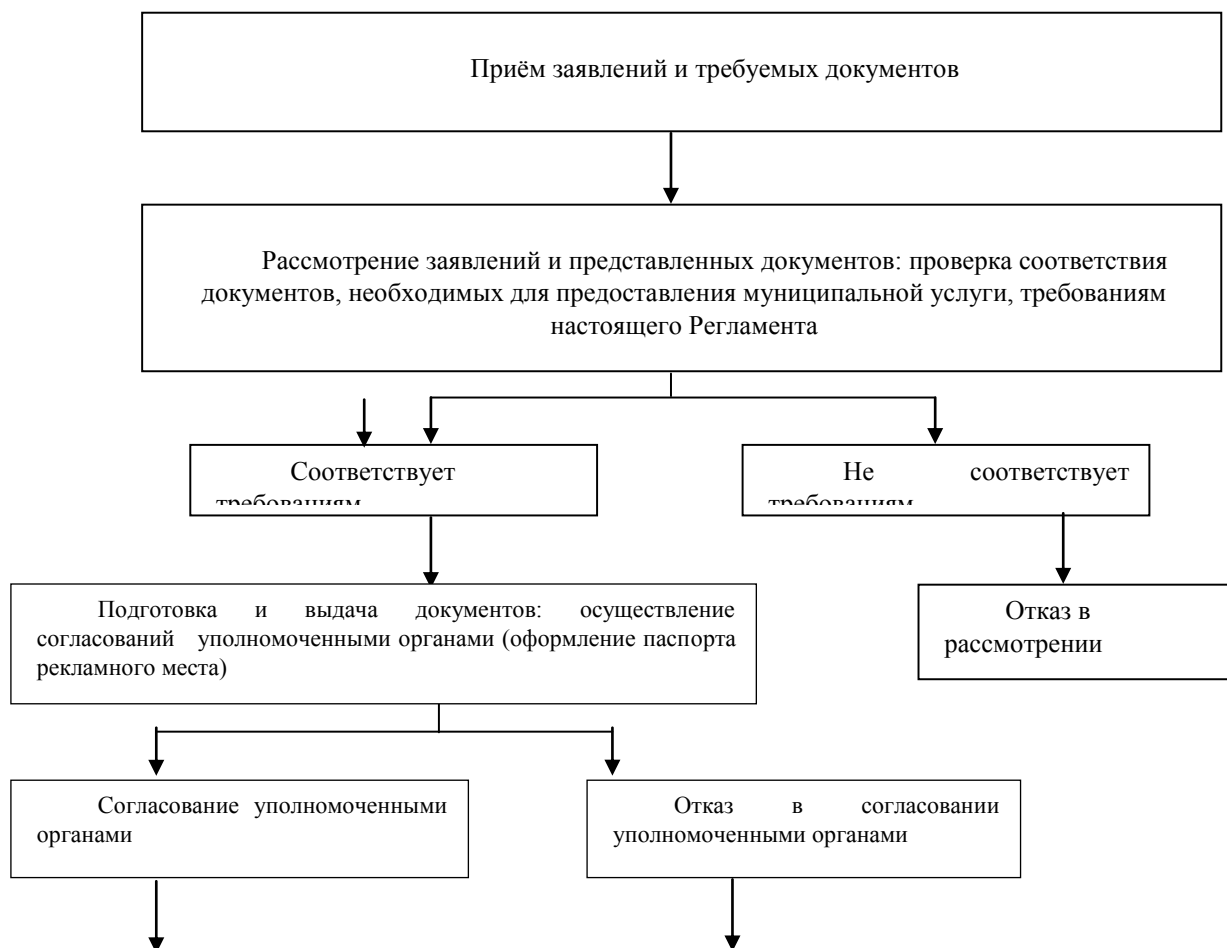 Приём заявлений и требуемых документов
Рассмотрение заявлений и представленных документов: проверка соответствия
документов, необходимых для предоставления муниципальной услуги, требованиям
настоящего Регламента
Соответствует
требованиям
Не соответствует
требованиям
Подготовка и выдача документов: осуществление
согласований уполномоченными органами (оформление паспорта
рекламного места)
Отказ в
рассмотрении
Согласование уполномоченными
органами
Отказ в согласовании
уполномоченными органами